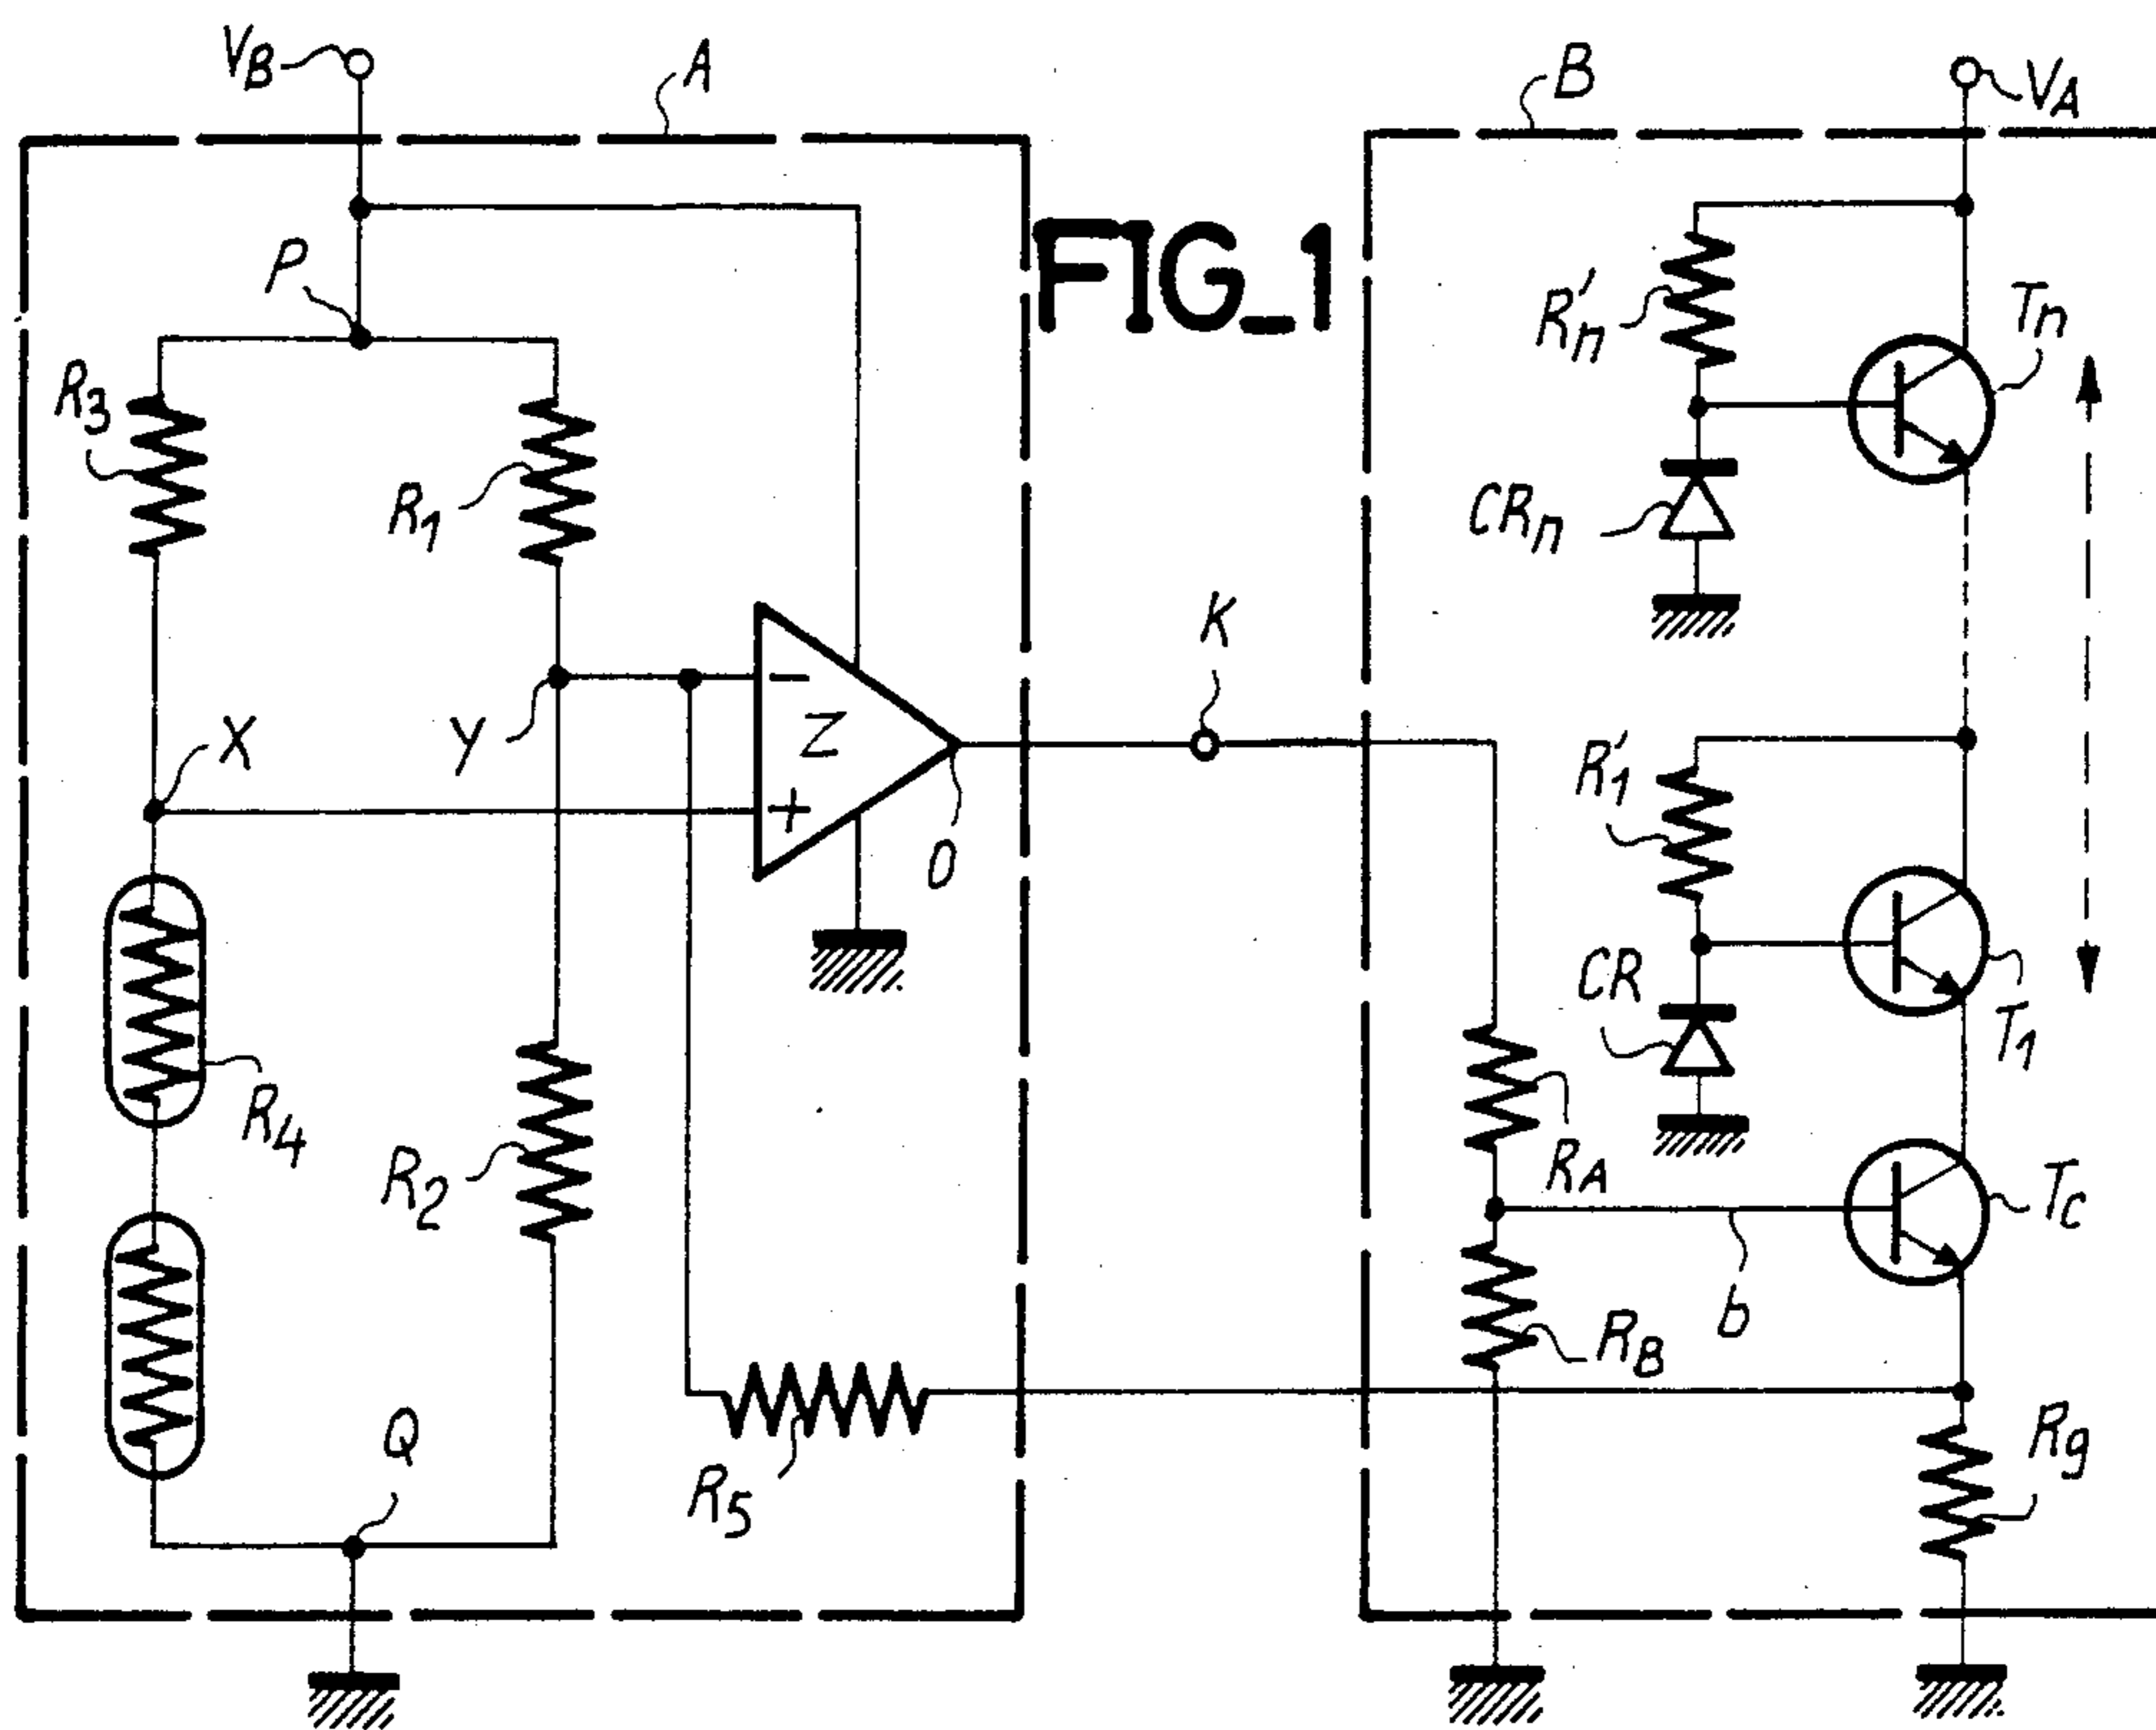 VB
A
B
VA
FIG_1
P
R'n
Tn
R3
R1
CRn
K
X
Y
-
Z
+
O
R'1
CR
T1
R4
R2
RA
Tc
b
RB
Q
R5
Rg